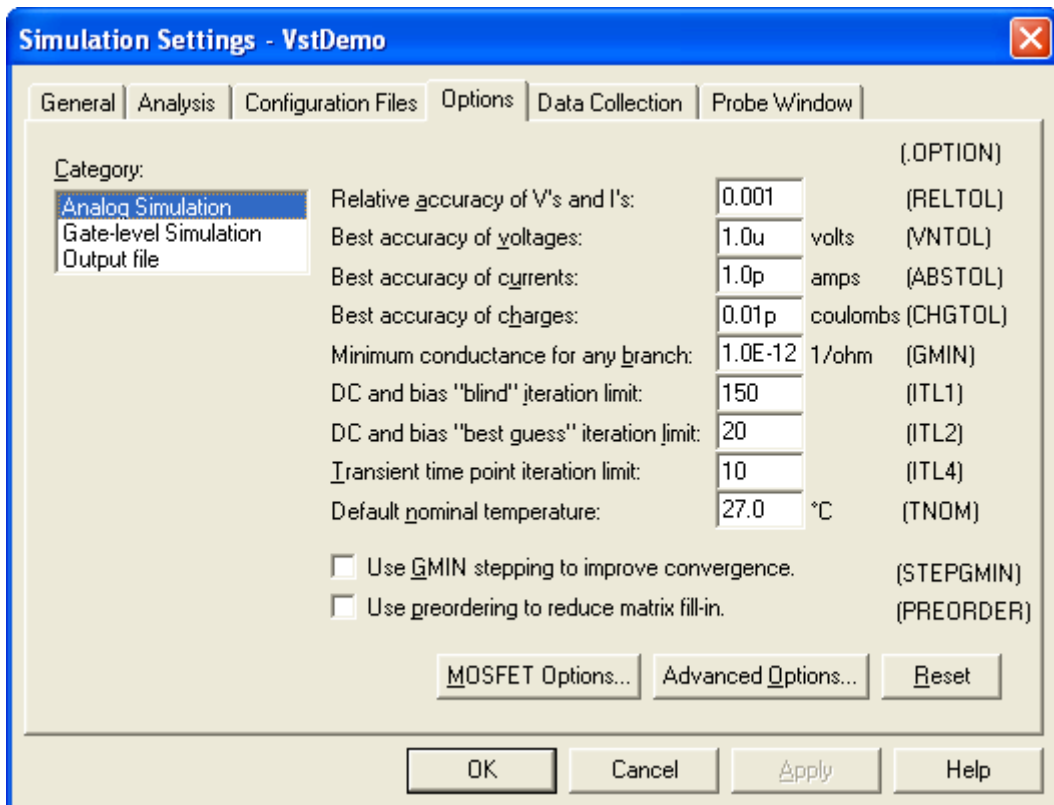 Simulation Settings - VstDemo
General Analysis Configuration Files Options Data Collection Probe Window
(.OPTION)
Category:
Analog Simulation
Gate-level Simulation
Output file
Relative accuracy of V's and I's: 0.001 (RELTOL)
Best accuracy of voltages: 1.0u volts (VNTOL)
Best accuracy of currents: 1.0p amps (ABSTOL)
Best accuracy of charges: 0.01p coulombs (CHGTOL)
Minimum conductance for any branch: 1.0E-12 1/ohm (GMIN)
DC and bias "blind" iteration limit: 150 (ITL1)
DC and bias "best guess" iteration limit: 20 (ITL2)
Transient time point iteration limit: 10 (ITL4)
Default nominal temperature: 27.0 °C (TNOM)
Use GMIN stepping to improve convergence. (STEPGMIN)
Use preordering to reduce matrix fill-in. (PREORDER)
MOSFET Options... Advanced Options... Reset
OK Cancel Apply Help